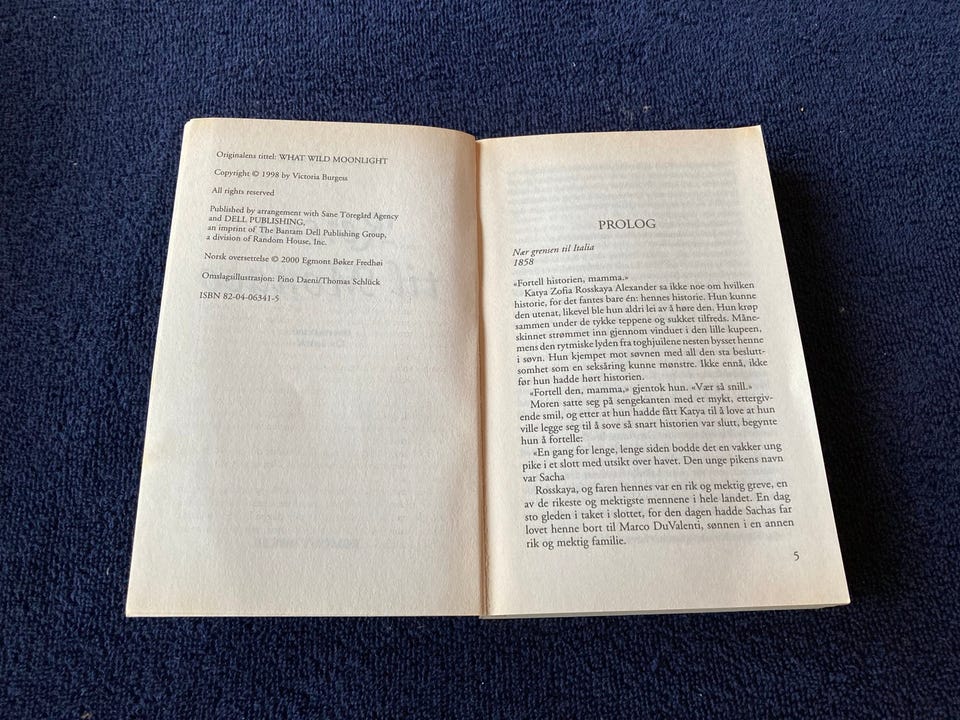 Originalens tittel: WHAT WILD MOONLIGHT
Copyright © 1998 by Victoria Burgess
All rights reserved
Published by arrangement with Sane Töregård Agency
and DELL PUBLISHING,
an imprint of The Bantam Dell Publishing Group,
a division of Random House, Inc.
Norsk oversettelse © 2000 Egmont Bøker Fredhøi
Omslagsillustrasjon: Pino Daeni/Thomas Schlück
ISBN 82-04-06341-5
PROLOG
Nær grensen til Italia
1858
«Fortell historien, mamma.»
Katya Zofia Rosskaya Alexander sa ikke noe om hvilken
historie, for det fantes bare én: hennes historie. Hun kunne
den utenat, likevel ble hun aldri lei av å høre den. Hun krøp
sammen under de tykke teppene og sukket tilfreds. Måne-
skinnet strømmet inn gjennom vinduet i den lille kupeen,
mens den rytmiske lyden fra toghjuilene nesten bysset henne
i søvn. Hun kjempet mot søvnen med all den sta beslutt-
somhet som en seksåring kunne mønstre. Ikke ennå, ikke
før hun hadde hørt historien.
«Fortell den, mamma,» gjentok hun. «Vær så snill.»
Moren satte seg på sengekanten med et mykt, ettergiv-
ende smil, og etter at hun hadde fått Katya til å love at hun
ville legge seg til å sove så snart historien var slutt, begynte
hun å fortelle:
«En gang for lenge, lenge siden bodde det en vakker ung
pike i et slott med utsikt over havet. Den unge pikens navn
var Sacha
Rosskaya, og faren hennes var en rik og mektig greve, en
av de rikeste og mektigste mennene i hele landet. En dag
sto gleden i taket i slottet, for den dagen hadde Sachas far
lovet henne bort til Marco DuValenti, sønnen i en annen
rik og mektig familie.
5